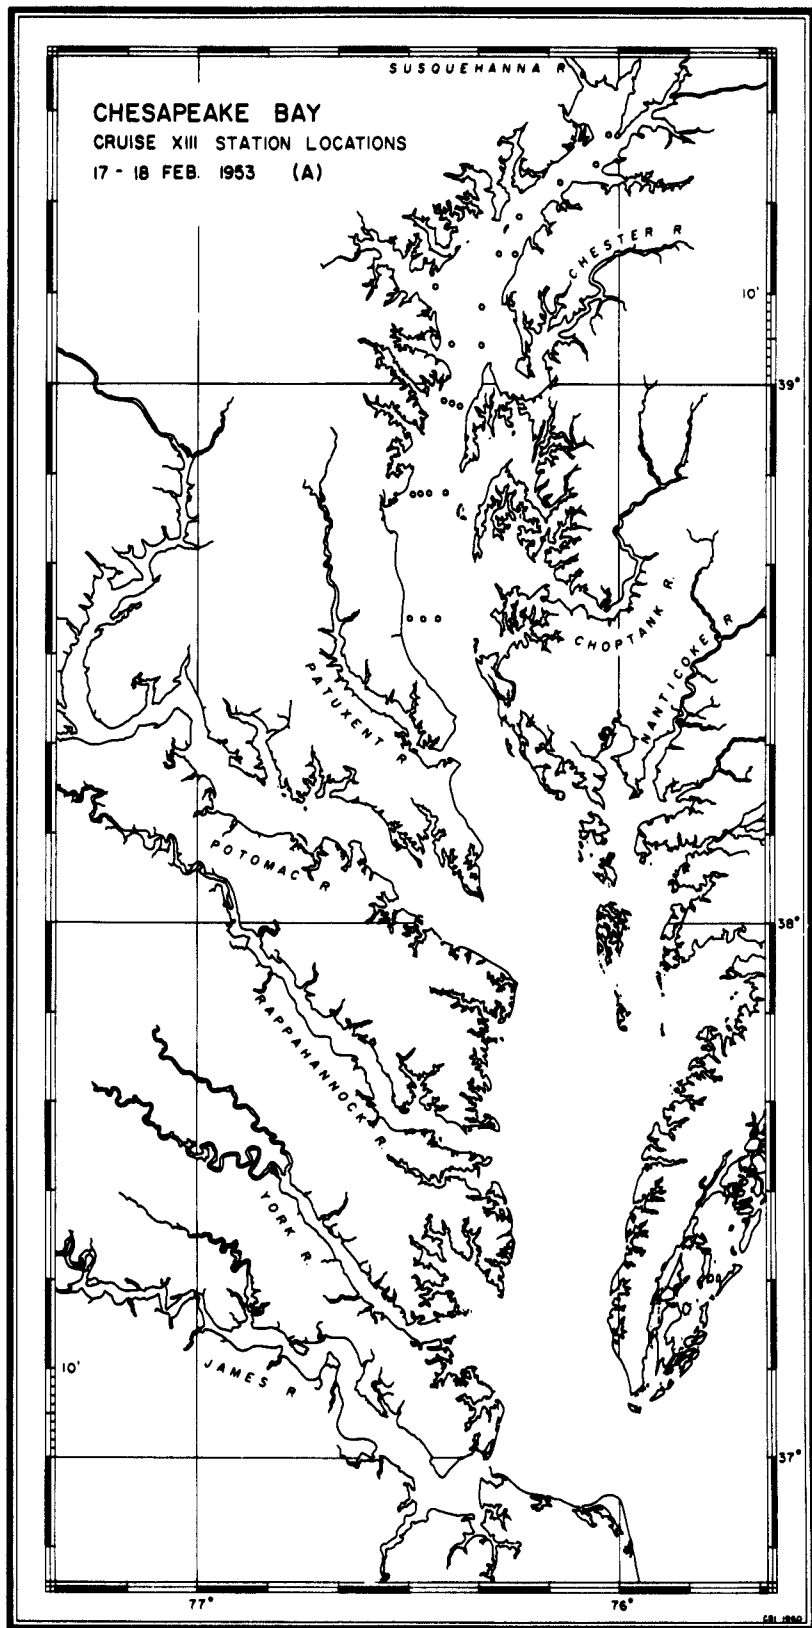 SUSQUEHANNA R
CHESAPEAKE BAY
CRUISE XIII STATION LOCATIONS
17 - 18 FEB. 1953 (A)
CHESTER R
10'
39°
CHOPTANK R.
NANTICOKE R
PATUXENT R
POTOMAC R
38°
RAPPAHANNOCK R.
YORK R.
JAMES R
10'
37°
77°
76°
CBI 1960